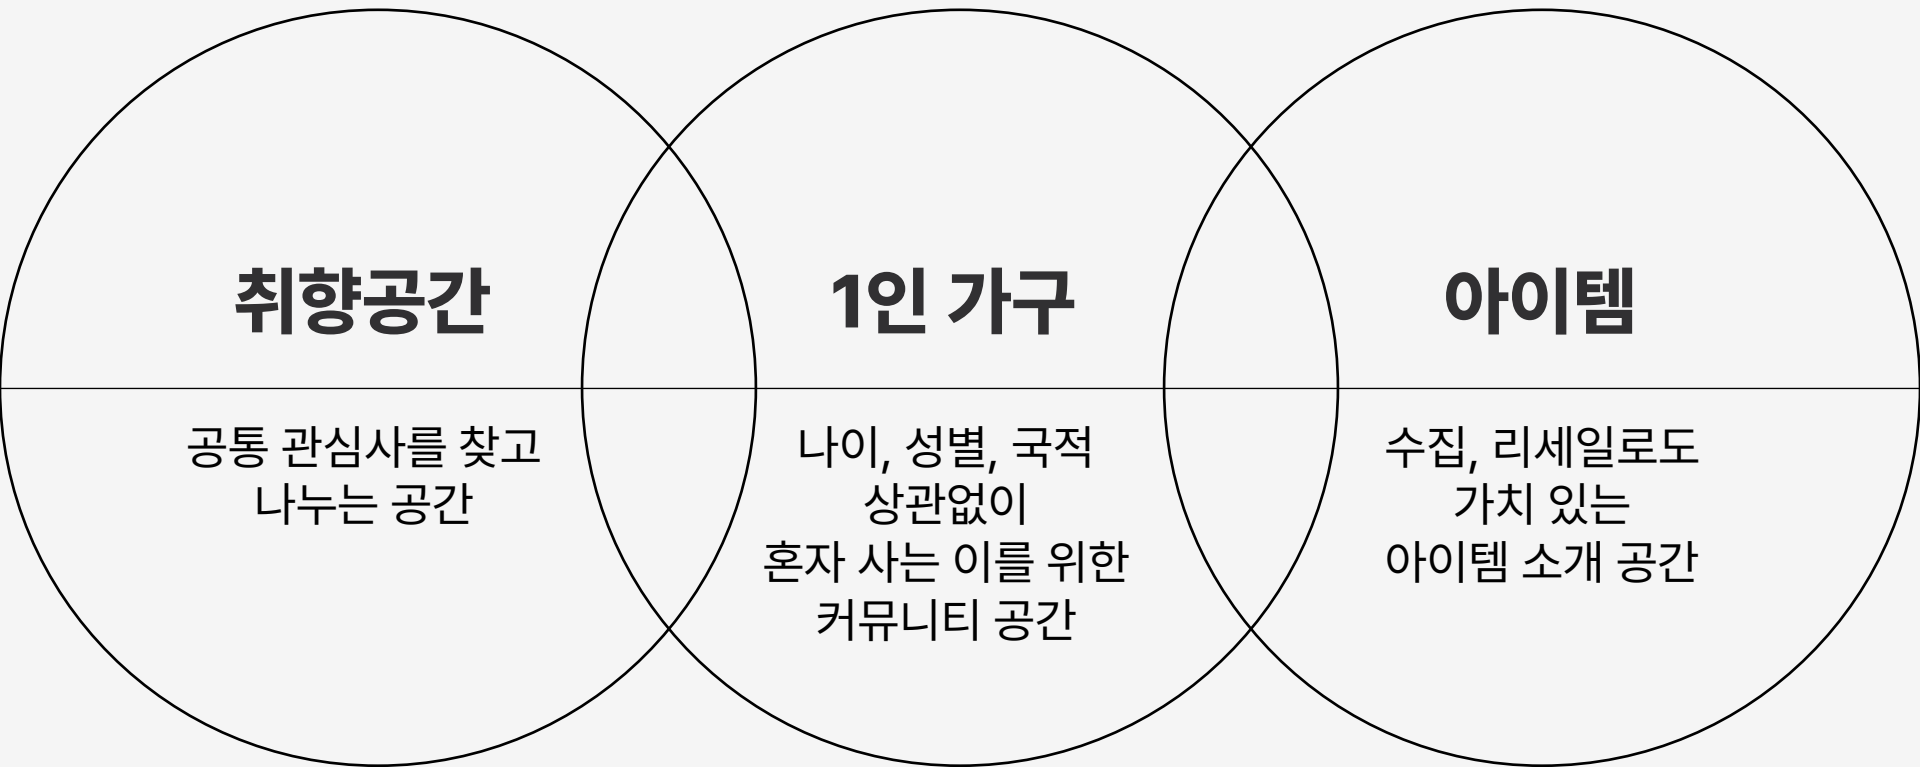 취향공간
공통 관심사를 찾고
나누는 공간
1인 가구
나이, 성별, 국적
상관없이
혼자 사는 이를 위한
커뮤니티 공간
아이템
수집, 리세일로도
가치 있는
아이템 소개 공간